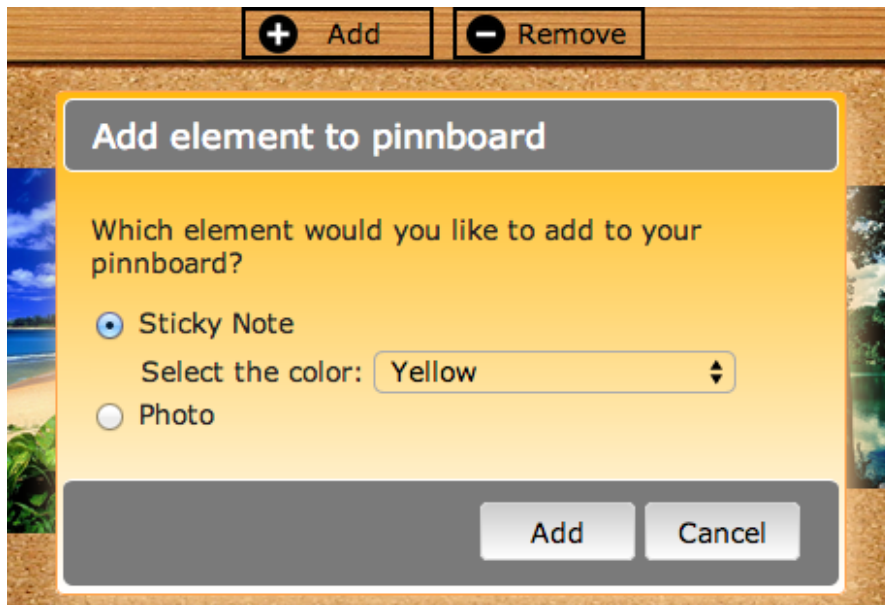 Add Remove
Add element to pinnboard
Which element would you like to add to your
pinnboard?
Sticky Note
Select the color: Yellow
Photo
Add Cancel